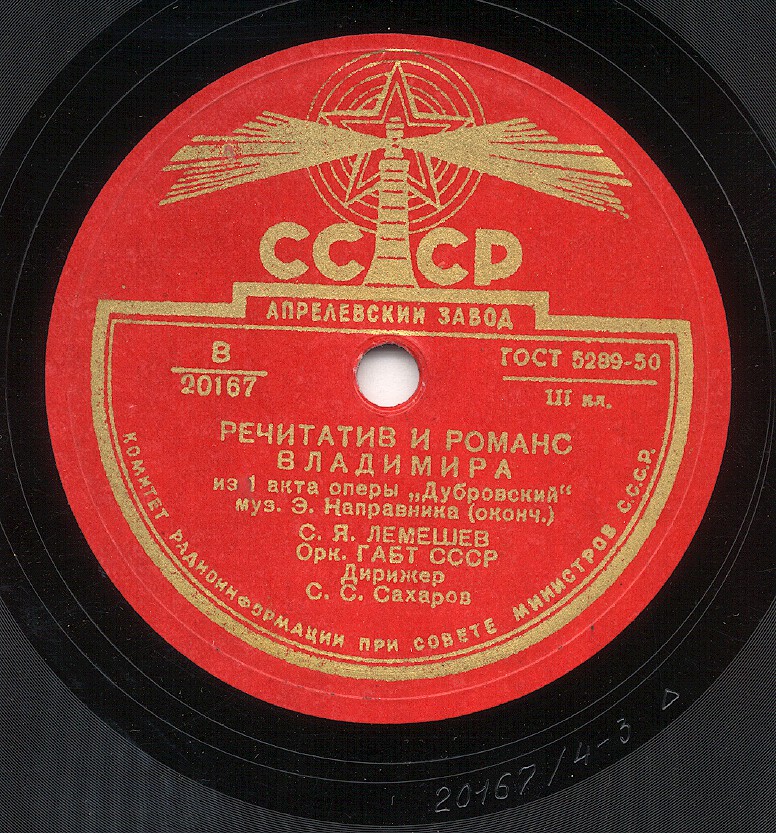 СССР
АПРЕЛЕВСКИЙ ЗАВОД
В
20167
ГОСТ 5289-50
III кл.
РЕЧИТАТИВ И РОМАНС
ВЛАДИМИРА
из 1 акта оперы „Дубровский“
муз. Э. Направника (оконч.)
С. Я. ЛЕМЕШЕВ
Орк. ГАБТ СССР
Дирижер
С. С. Сахаров
КОМИТЕТ РАДИОИНФОРМАЦИИ ПРИ СОВЕТЕ МИНИСТРОВ С.С.С.Р.
20167/4-3